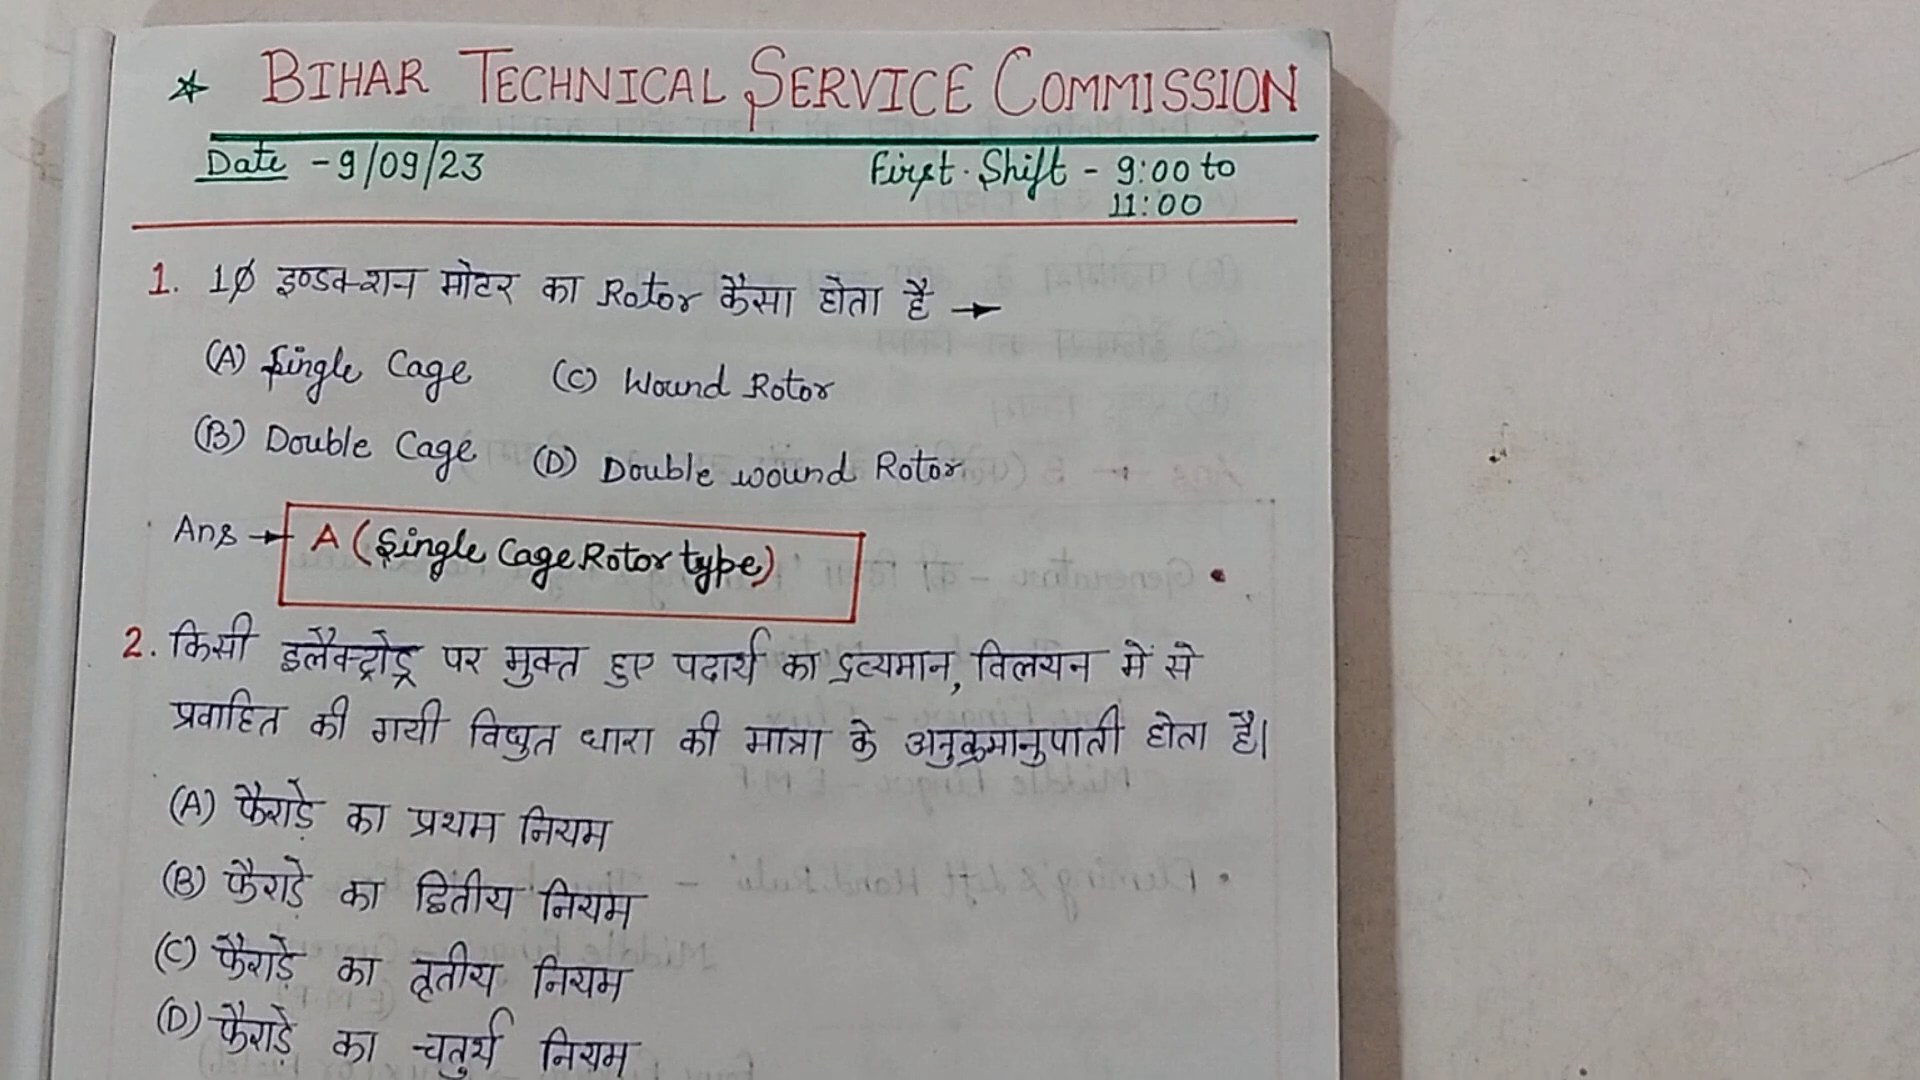 ☆ BIHAR TECHNICAL SERVICE COMMISSION
Date - 9/09/23 First Shift - 9:00 to
11:00
1. 1ϕ इण्डक्शन मोटर का Rotor कैसा होता है →
(A) Single Cage (C) Wound Rotor
(B) Double Cage (D) Double wound Rotor
Ans → A (Single Cage Rotor type)
2. किसी इलैक्ट्रोड्र पर मुक्त हुए पदार्थ का द्रव्यमान, विलयन में से
प्रवाहित की गयी विधुत धारा की मात्रा के अनुक्रमानुपाती होता है।
(A) फैराड़े का प्रथम नियम
(B) फैराड़े का द्वितीय नियम
(C) फैराड़े का तृतीय नियम
(D) फैराड़े का चतुर्थ नियम